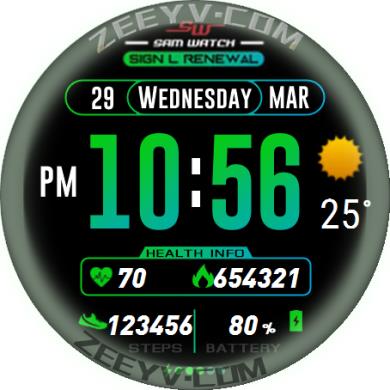 ZEEYV.COM
SW
SAM WATCH
SIGN L RENEWAL
29 WEDNESDAY MAR
PM 10:56
25°
HEALTH INFO
70 654321
123456 80 %
STEPS BATTERY
ZEEYV.COM